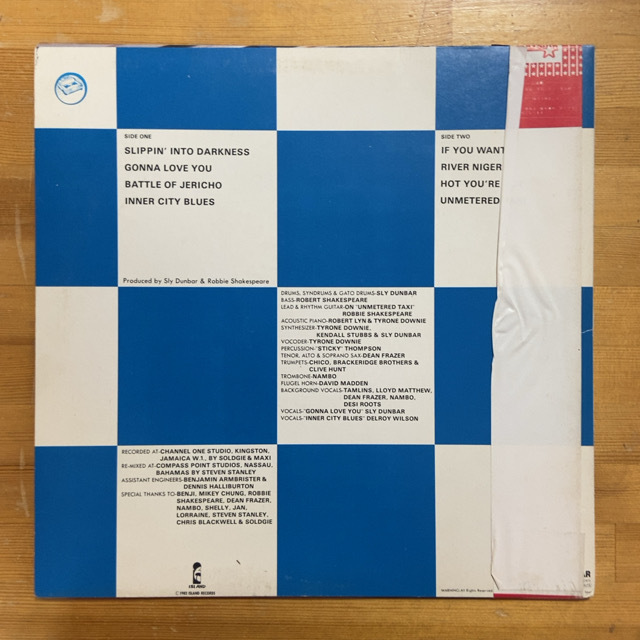 SIDE ONE
SLIPPIN' INTO DARKNESS
GONNA LOVE YOU
BATTLE OF JERICHO
INNER CITY BLUES
Produced by Sly Dunbar & Robbie Shakespeare
SIDE TWO
IF YOU WANT
RIVER NIGER
HOT YOU'RE
UNMETERED
DRUMS, SYNDRUMS & GATO DRUMS-SLY DUNBAR
BASS-ROBERT SHAKESPEARE
LEAD & RHYTHM GUITAR-ON 'UNMETERED TAXI'
ROBBIE SHAKESPEARE
ACOUSTIC PIANO-ROBERT LYN & TYRONE DOWNIE
SYNTHESIZER-TYRONE DOWNIE,
KENDALL STUBBS & SLY DUNBAR
VOCODER-TYRONE DOWNIE
PERCUSSION-"STICKY" THOMPSON
TENOR, ALTO & SOPRANO SAX-DEAN FRAZER
TRUMPETS-CHICO, BRACKERIDGE BROTHERS &
CLIVE HUNT
TROMBONE-NAMBO
FLUGEL HORN-DAVID MADDEN
BACKGROUND VOCALS-TAMLINS, LLOYD MATTHEW,
DEAN FRAZER, NAMBO,
DESI ROOTS
VOCALS-'GONNA LOVE YOU' SLY DUNBAR
VOCALS-'INNER CITY BLUES' DELROY WILSON
RECORDED AT-CHANNEL ONE STUDIO, KINGSTON,
JAMAICA W.1., BY SOLDGIE & MAXI
RE-MIXED AT-COMPASS POINT STUDIOS, NASSAU,
BAHAMAS BY STEVEN STANLEY
ASSISTANT ENGINEERS-BENJAMIN ARMBRISTER &
DENNIS HALLIBURTON
SPECIAL THANKS TO-BENJI, MIKEY CHUNG, ROBBIE
SHAKESPEARE, DEAN FRAZER,
NAMBO, SHELLY, JAN,
LORRAINE, STEVEN STANLEY,
CHRIS BLACKWELL & SOLDGIE
ISLAND
© 1982 ISLAND RECORDS
WARNING: All Rights Reserved